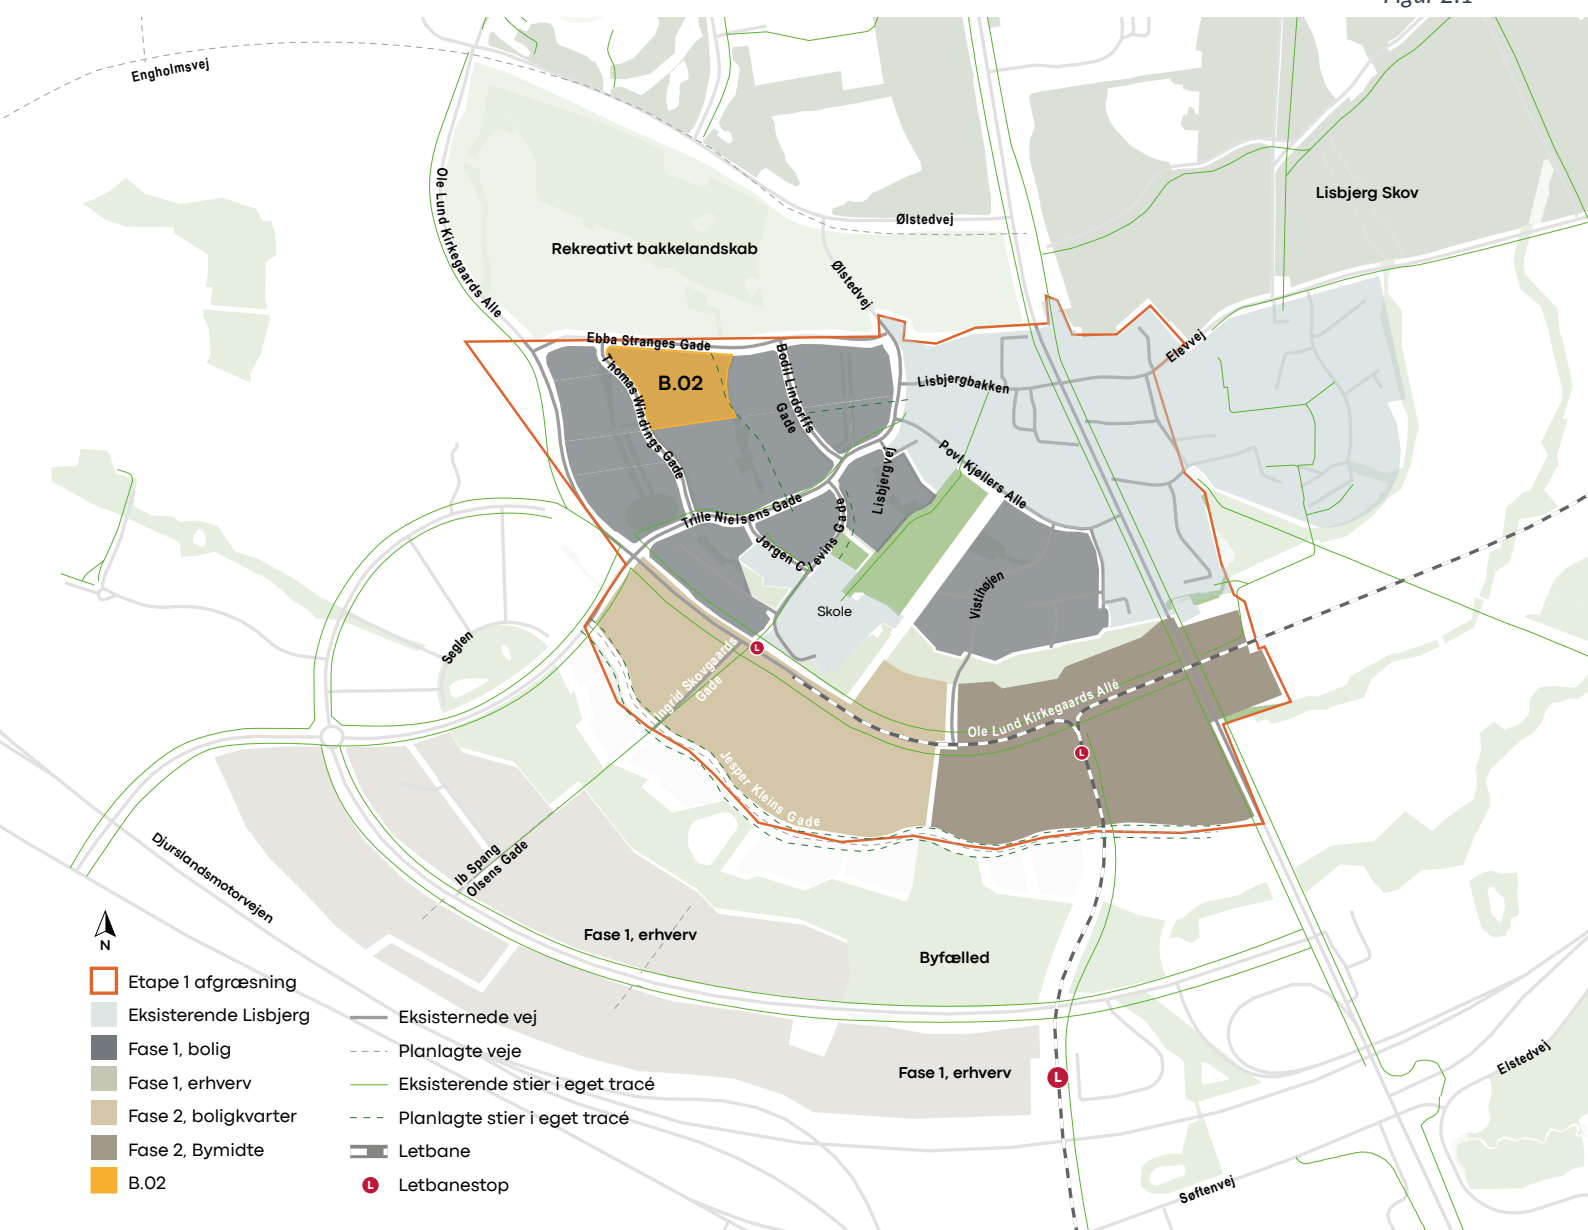 Figur 2.1
Engholmsvej
Ole Lund Kirkegaards Alle
Lisbjerg Skov
Ølstedvej
Rekreativt bakkelandskab
Ølstedvej
Ebba Stranges Gade
Elevvej
B.02
Thomas Windings Gade
Bodil Lindorffs
Gade
Lisbjergbakken
Povl Kjøllers Alle
Lisbjergvej
Trille Nielsens Gade
Jørgen C Levins Gade
Vistihøjen
Skole
Seglen
L
Ingrid Skovgaards
Gade
Ole Lund Kirkegaards Allé
L
Jesper Kleins Gade
Djurslandsmotorvejen
Ib Spang
Olsens Gade
Fase 1, erhverv
Byfælled
Fase 1, erhverv
L
Elstedvej
Søftenvej
N
Etape 1 afgræsning
Eksisterende Lisbjerg
Fase 1, bolig
Fase 1, erhverv
Fase 2, boligkvarter
Fase 2, Bymidte
B.02
Eksisternede vej
Planlagte veje
Eksisterende stier i eget tracé
Planlagte stier i eget tracé
Letbane
L Letbanestop